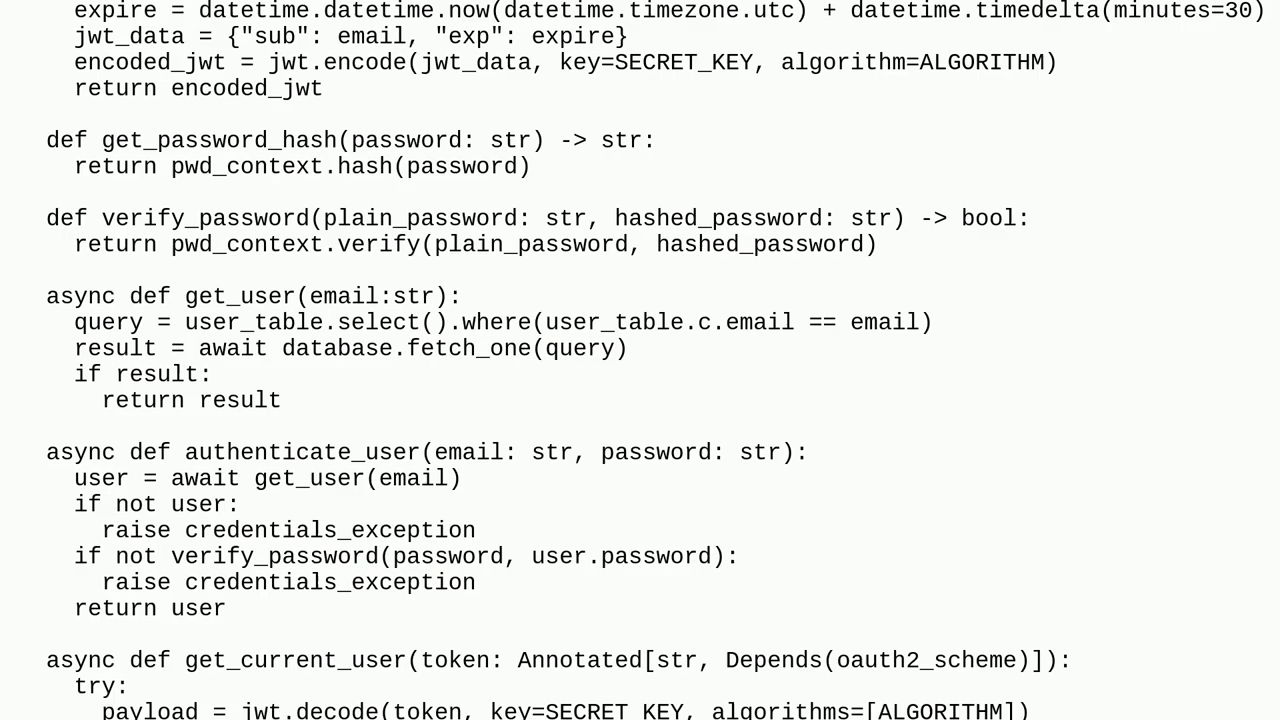 expire = datetime.datetime.now(datetime.timezone.utc) + datetime.timedelta(minutes=30)
jwt_data = {"sub": email, "exp": expire}
encoded_jwt = jwt.encode(jwt_data, key=SECRET_KEY, algorithm=ALGORITHM)
return encoded_jwt
def get_password_hash(password: str) -> str:
return pwd_context.hash(password)
def verify_password(plain_password: str, hashed_password: str) -> bool:
return pwd_context.verify(plain_password, hashed_password)
async def get_user(email:str):
query = user_table.select().where(user_table.c.email == email)
result = await database.fetch_one(query)
if result:
return result
async def authenticate_user(email: str, password: str):
user = await get_user(email)
if not user:
raise credentials_exception
if not verify_password(password, user.password):
raise credentials_exception
return user
async def get_current_user(token: Annotated[str, Depends(oauth2_scheme)]):
try:
payload = jwt.decode(token, key=SECRET_KEY, algorithms=[ALGORITHM])